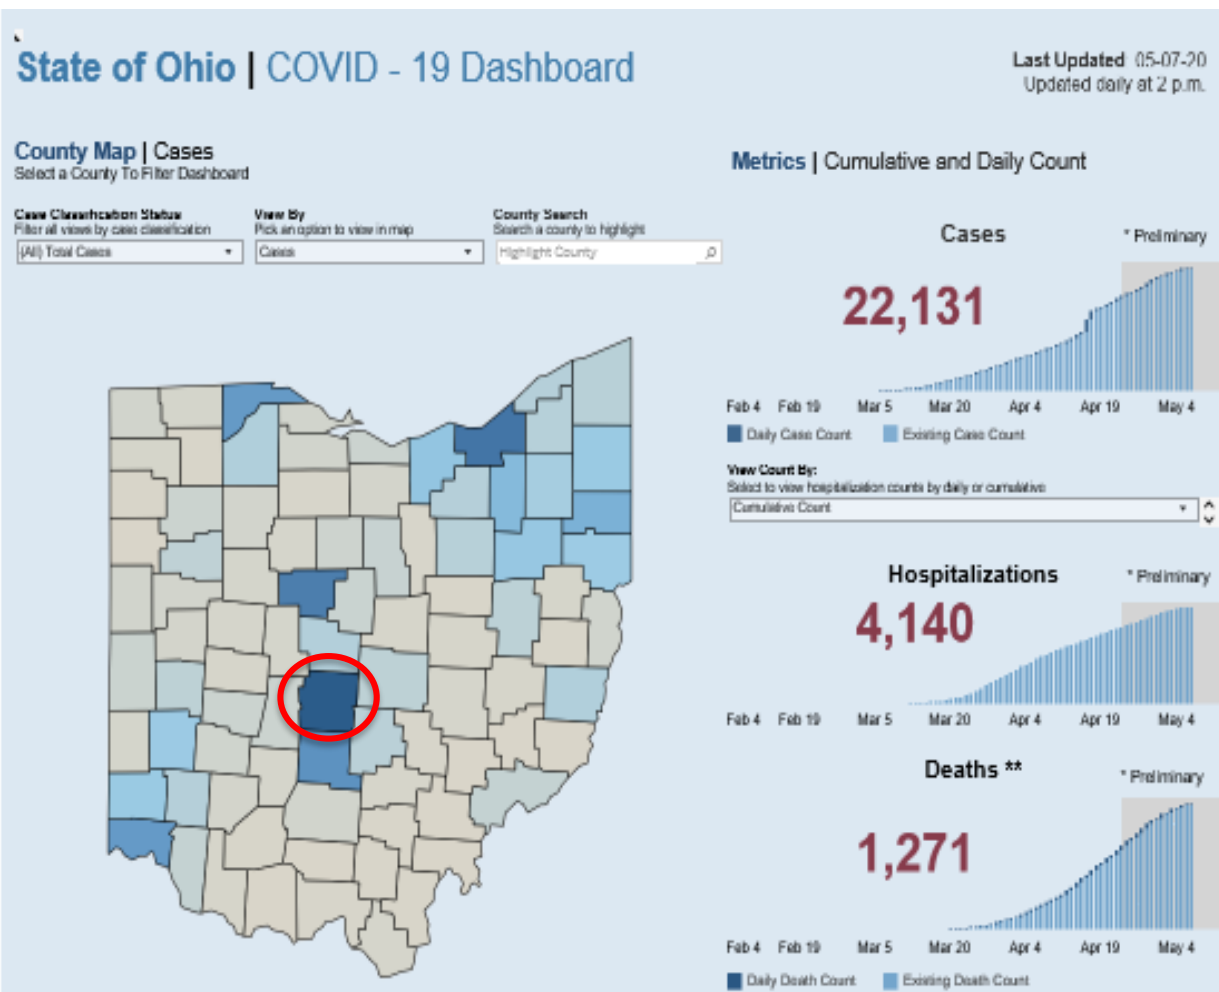 State of Ohio | COVID - 19 Dashboard
Last Updated 05-07-20
Updated daily at 2 p.m.
County Map | Cases
Select a County To Filter Dashboard
Case Classification Status
Filter all views by case classification
(All) Total Cases
View By
Pick an option to view in map
Cases
County Search
Search a county to highlight
Highlight County
Metrics | Cumulative and Daily Count
Cases
* Preliminary
22,131
Feb 4 Feb 19 Mar 5 Mar 20 Apr 4 Apr 19 May 4
Daily Case Count Existing Case Count
View Count By:
Select to view hospitalization counts by daily or cumulative
Cumulative Count
Hospitalizations
* Preliminary
4,140
Feb 4 Feb 19 Mar 5 Mar 20 Apr 4 Apr 19 May 4
Deaths **
* Preliminary
1,271
Feb 4 Feb 19 Mar 5 Mar 20 Apr 4 Apr 19 May 4
Daily Death Count Existing Death Count